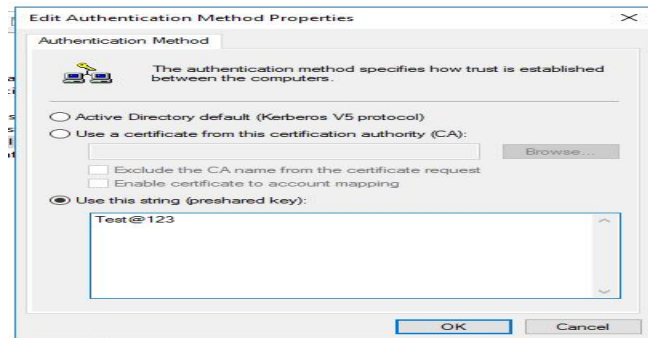 Edit Authentication Method Properties
Authentication Method
The authentication method specifies how trust is established
between the computers.
Active Directory default (Kerberos V5 protocol)
Use a certificate from this certification authority (CA):
Browse...
Exclude the CA name from the certificate request
Enable certificate to account mapping
Use this string (preshared key):
Test@123
OK
Cancel